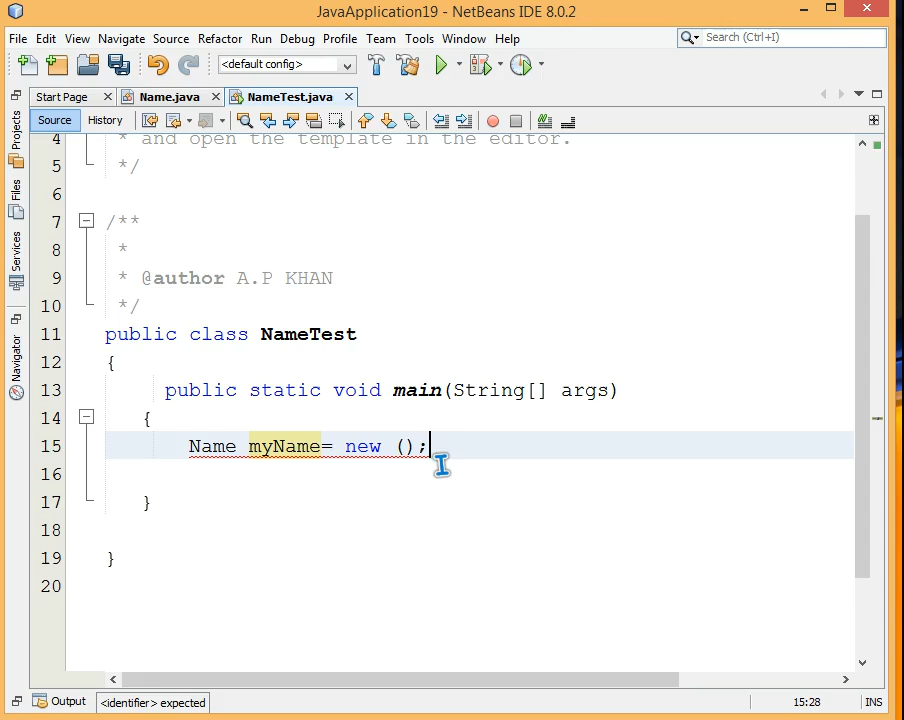 JavaApplication19 - NetBeans IDE 8.0.2
File Edit View Navigate Source Refactor Run Debug Profile Team Tools Window Help
Search (Ctrl+I)
<default config>
Start Page Name.java NameTest.java
Source History
Projects
Files
Services
Navigator
4 * and open the template in the editor.
5 */
6
7 /**
8 *
9 * @author A.P KHAN
10 */
11 public class NameTest
12 {
13 public static void main(String[] args)
14 {
15 Name myName= new ();
16
17 }
18
19 }
20
Output <identifier> expected 15:28 INS